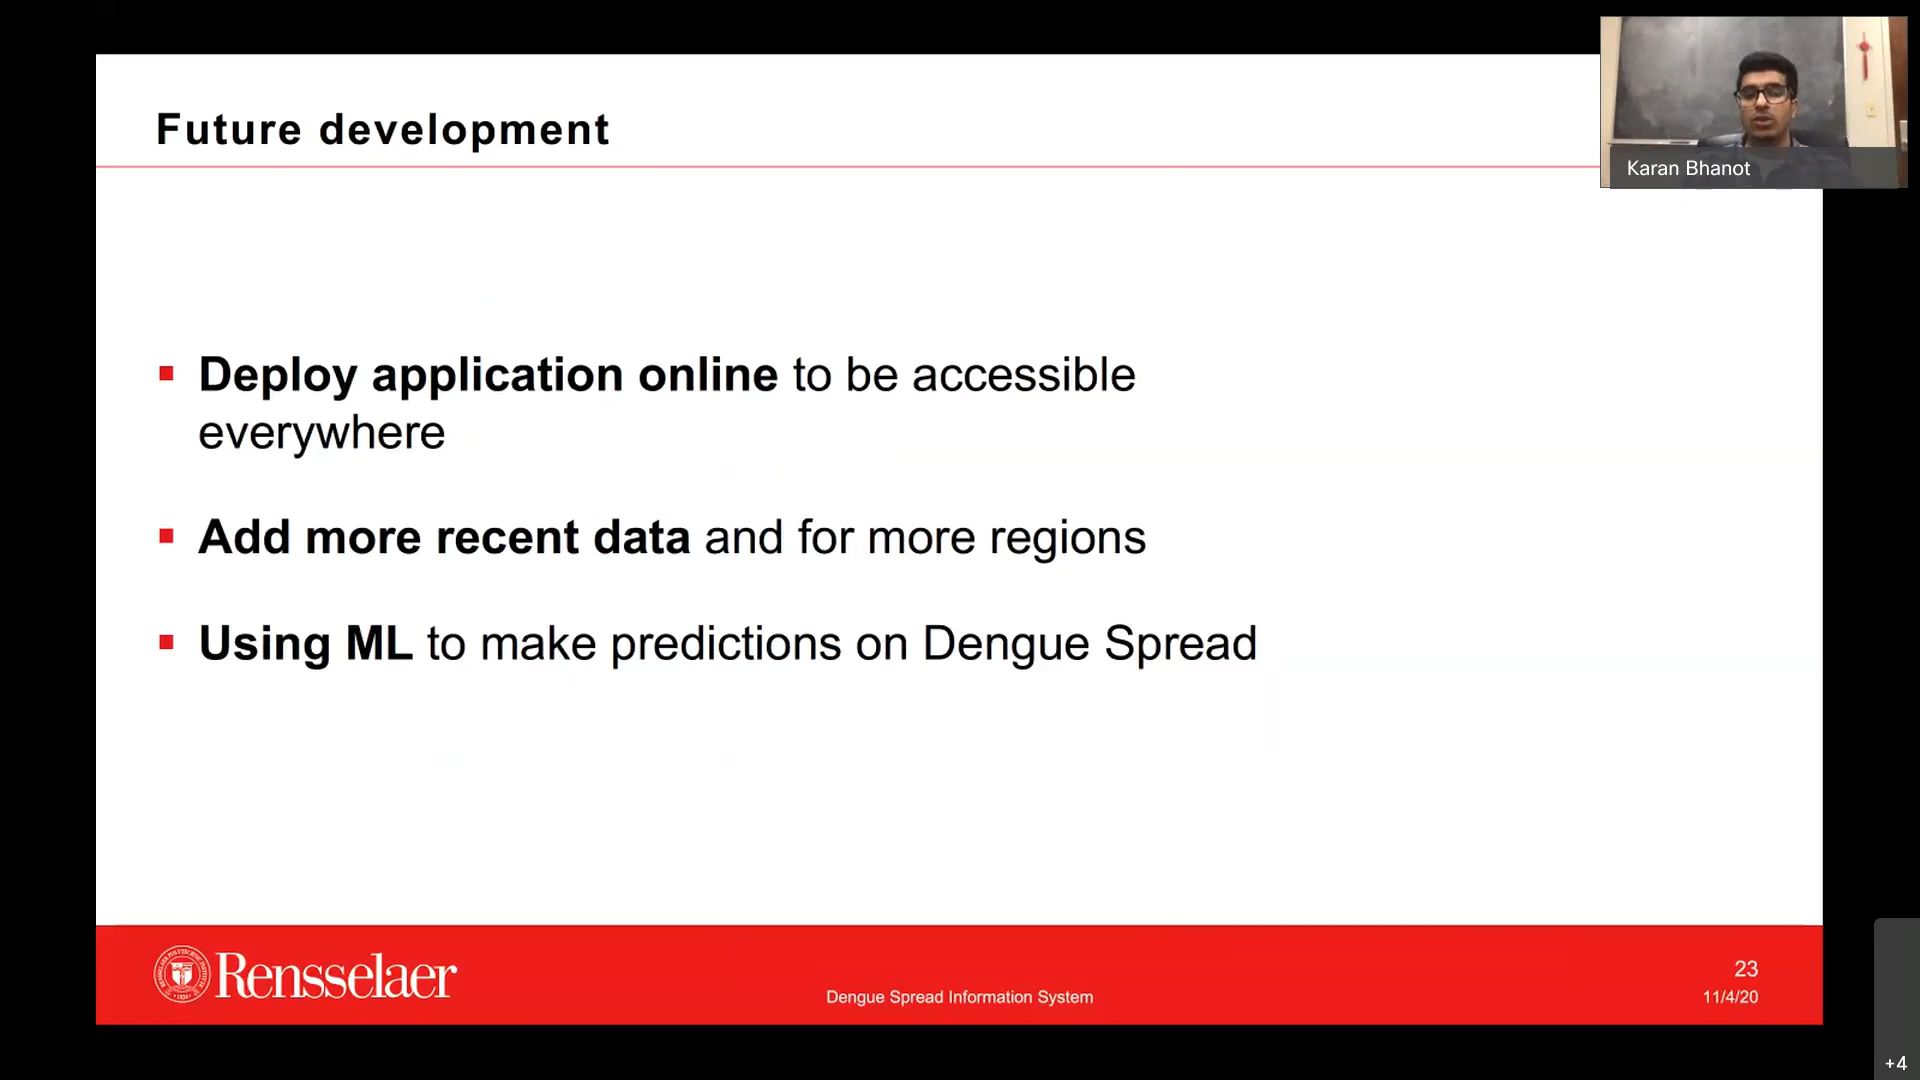 Future development
Karan Bhanot
▪ Deploy application online to be accessible
everywhere
▪ Add more recent data and for more regions
▪ Using ML to make predictions on Dengue Spread
Rensselaer
Dengue Spread Information System
23
11/4/20
+4